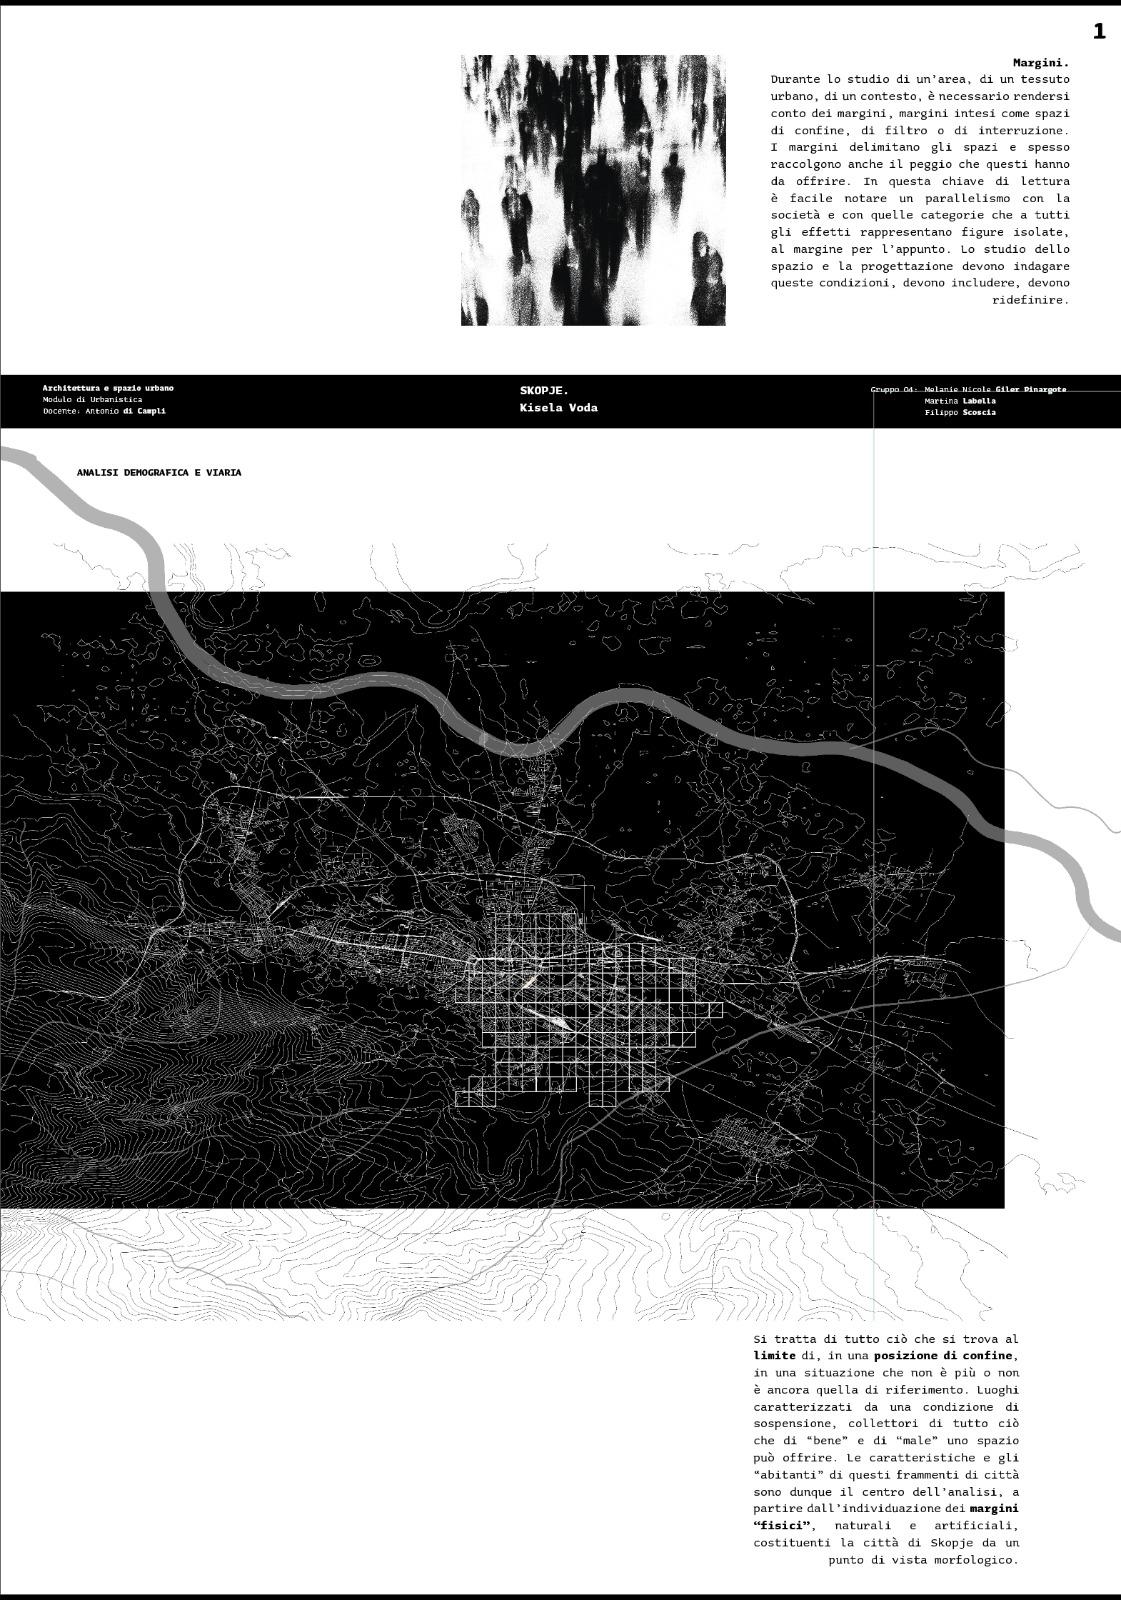 1
Margini.
Durante lo studio di un’area, di un tessuto
urbano, di un contesto, è necessario rendersi
conto dei margini, margini intesi come spazi
di confine, di filtro o di interruzione.
I margini delimitano gli spazi e spesso
raccolgono anche il peggio che questi hanno
da offrire. In questa chiave di lettura
è facile notare un parallelismo con la
società e con quelle categorie che a tutti
gli effetti rappresentano figure isolate,
al margine per l’appunto. Lo studio dello
spazio e la progettazione devono indagare
queste condizioni, devono includere, devono
ridefinire.
Architettura e spazio urbano
Modulo di Urbanistica
Docente: Antonio di Campli
SKOPJE.
Kisela Voda
Gruppo 04: Melanie Nicole Giler Pinargote
Martina Labella
Filippo Scoscia
ANALISI DEMOGRAFICA E VIARIA
Si tratta di tutto ciò che si trova al
limite di, in una posizione di confine,
in una situazione che non è più o non
è ancora quella di riferimento. Luoghi
caratterizzati da una condizione di
sospensione, collettori di tutto ciò
che di “bene” e di “male” uno spazio
può offrire. Le caratteristiche e gli
“abitanti” di questi frammenti di città
sono dunque il centro dell’analisi, a
partire dall’individuazione dei margini
“fisici”, naturali e artificiali,
costituenti la città di Skopje da un
punto di vista morfologico.